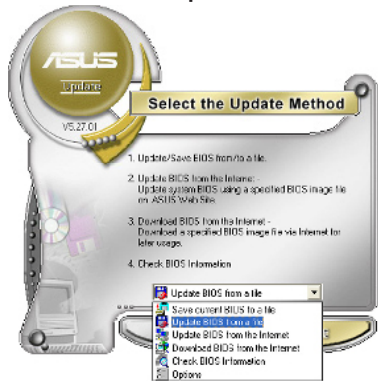 ASUS
Update
V5.27.01
Select the Update Method
1. Update/Save BIOS from/to a file.
2. Update BIOS from the Internet -
Update system BIOS using a specified BIOS image file
on ASUS Web Site.
3. Download BIOS from the Internet -
Download a specified BIOS image file via Internet for
later usage.
4. Check BIOS Information
Update BIOS from a file
Save current BIOS to a file
Update BIOS from a file
Update BIOS from the Internet
Download BIOS from the Internet
Check BIOS Information
Options